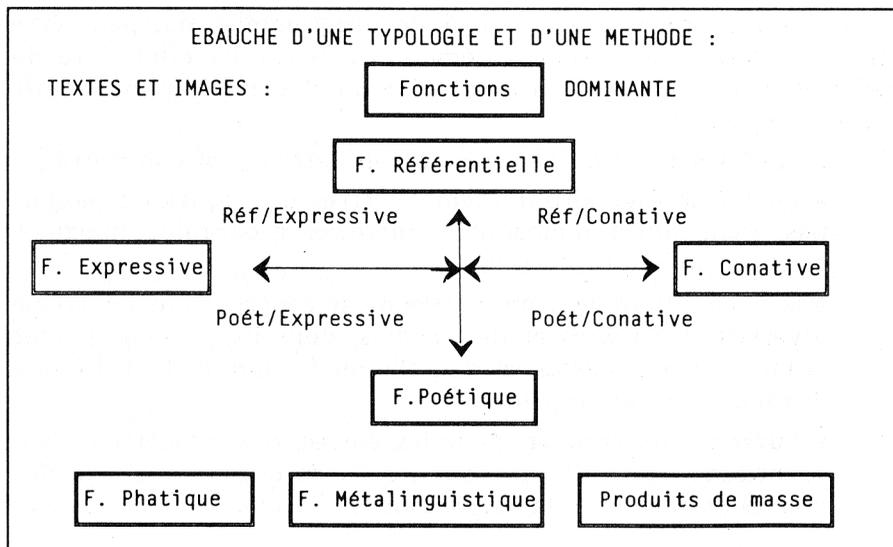 EBAUCHE D'UNE TYPOLOGIE ET D'UNE METHODE :
TEXTES ET IMAGES : Fonctions DOMINANTE
F. Référentielle
Réf/Expressive Réf/Conative
F. Expressive F. Conative
Poét/Expressive Poét/Conative
F.Poétique
F. Phatique F. Métalinguistique Produits de masse